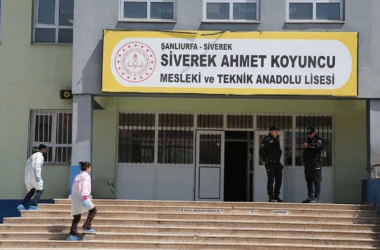 ŞANLIURFA - SİVEREK
SİVEREK AHMET KOYUNCU
MESLEKİ ve TEKNİK ANADOLU LİSESİ